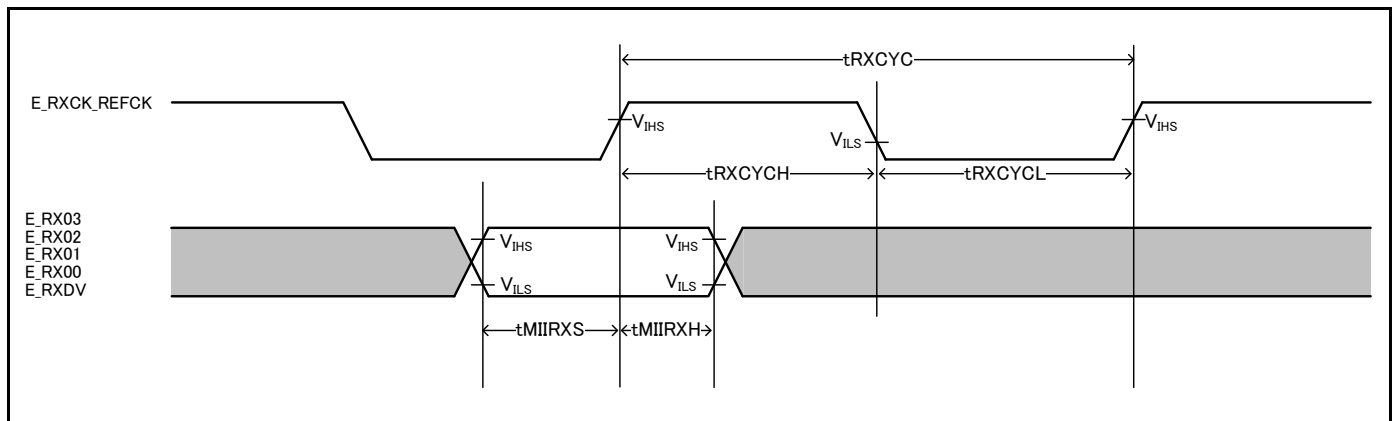 tRXCYC
E_RXCK_REFCK
VIHS
VILS
VIHS
tRXCYCH
tRXCYCL
E_RX03
E_RX02
E_RX01
E_RX00
E_RXDV
VIHS
VIHS
VILS
VILS
tMIIRXS
tMIIRXH